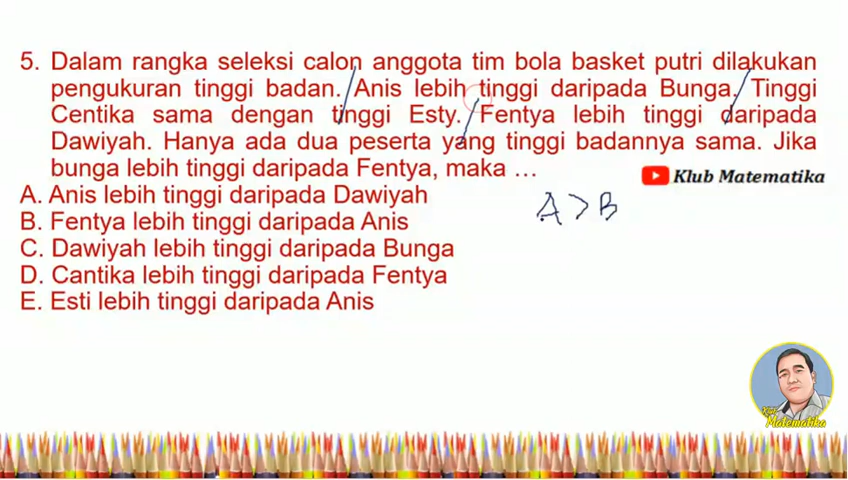 5. Dalam rangka seleksi calon anggota tim bola basket putri dilakukan
pengukuran tinggi badan. Anis lebih tinggi daripada Bunga. Tinggi
Centika sama dengan tinggi Esty. Fentya lebih tinggi daripada
Dawiyah. Hanya ada dua peserta yang tinggi badannya sama. Jika
bunga lebih tinggi daripada Fentya, maka …
Klub Matematika
A. Anis lebih tinggi daripada Dawiyah
A > B
B. Fentya lebih tinggi daripada Anis
C. Dawiyah lebih tinggi daripada Bunga
D. Cantika lebih tinggi daripada Fentya
E. Esti lebih tinggi daripada Anis
Klub
Matematika